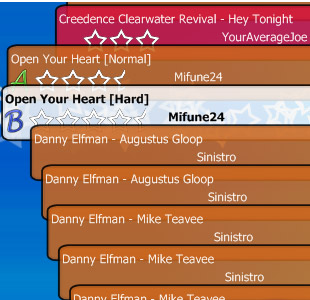 Creedence Clearwater Revival - Hey Tonight
YourAverageJoe
Open Your Heart [Normal]
A
Mifune24
Open Your Heart [Hard]
B
Mifune24
Danny Elfman - Augustus Gloop
Sinistro
Danny Elfman - Augustus Gloop
Sinistro
Danny Elfman - Mike Teavee
Sinistro
Danny Elfman - Mike Teavee
Sinistro
Danny Elfman - Mike Teavee